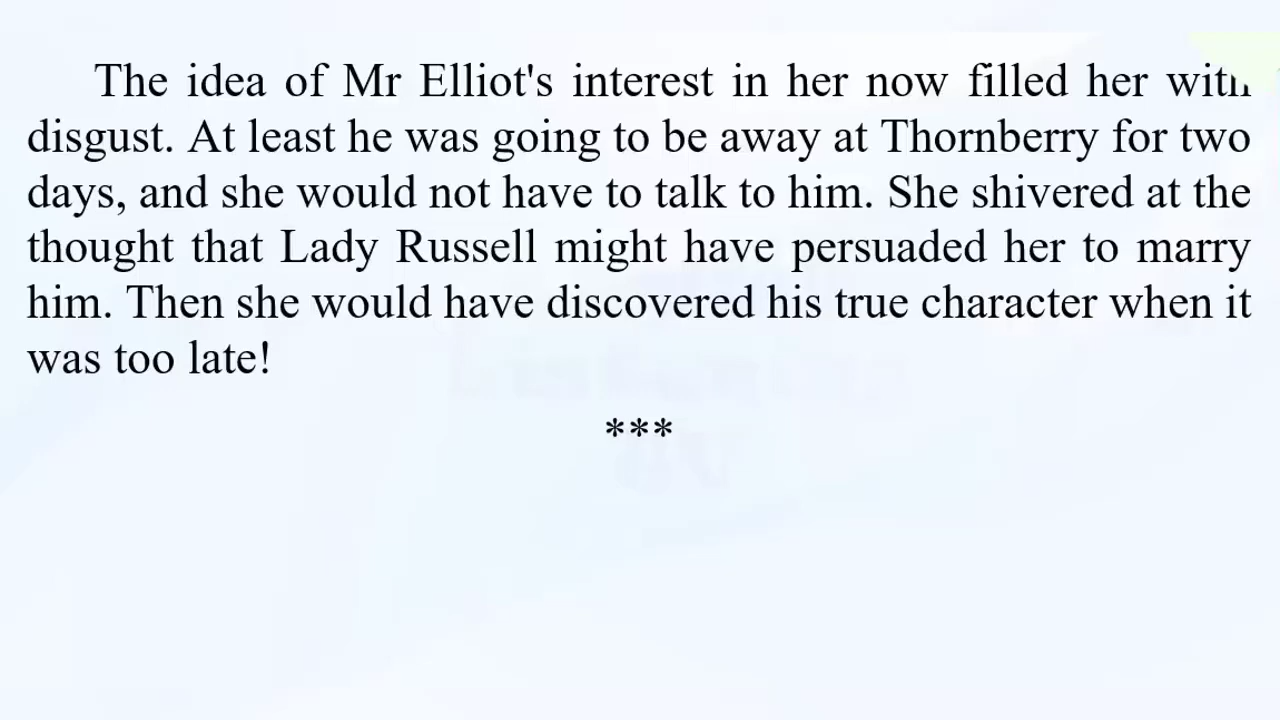 The idea of Mr Elliot's interest in her now filled her with
disgust. At least he was going to be away at Thornberry for two
days, and she would not have to talk to him. She shivered at the
thought that Lady Russell might have persuaded her to marry
him. Then she would have discovered his true character when it
was too late!
***